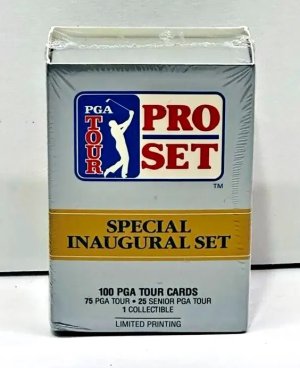 PGA
TOUR
PRO
SET
TM
SPECIAL
INAUGURAL SET
100 PGA TOUR CARDS
75 PGA TOUR • 25 SENIOR PGA TOUR
1 COLLECTIBLE
LIMITED PRINTING